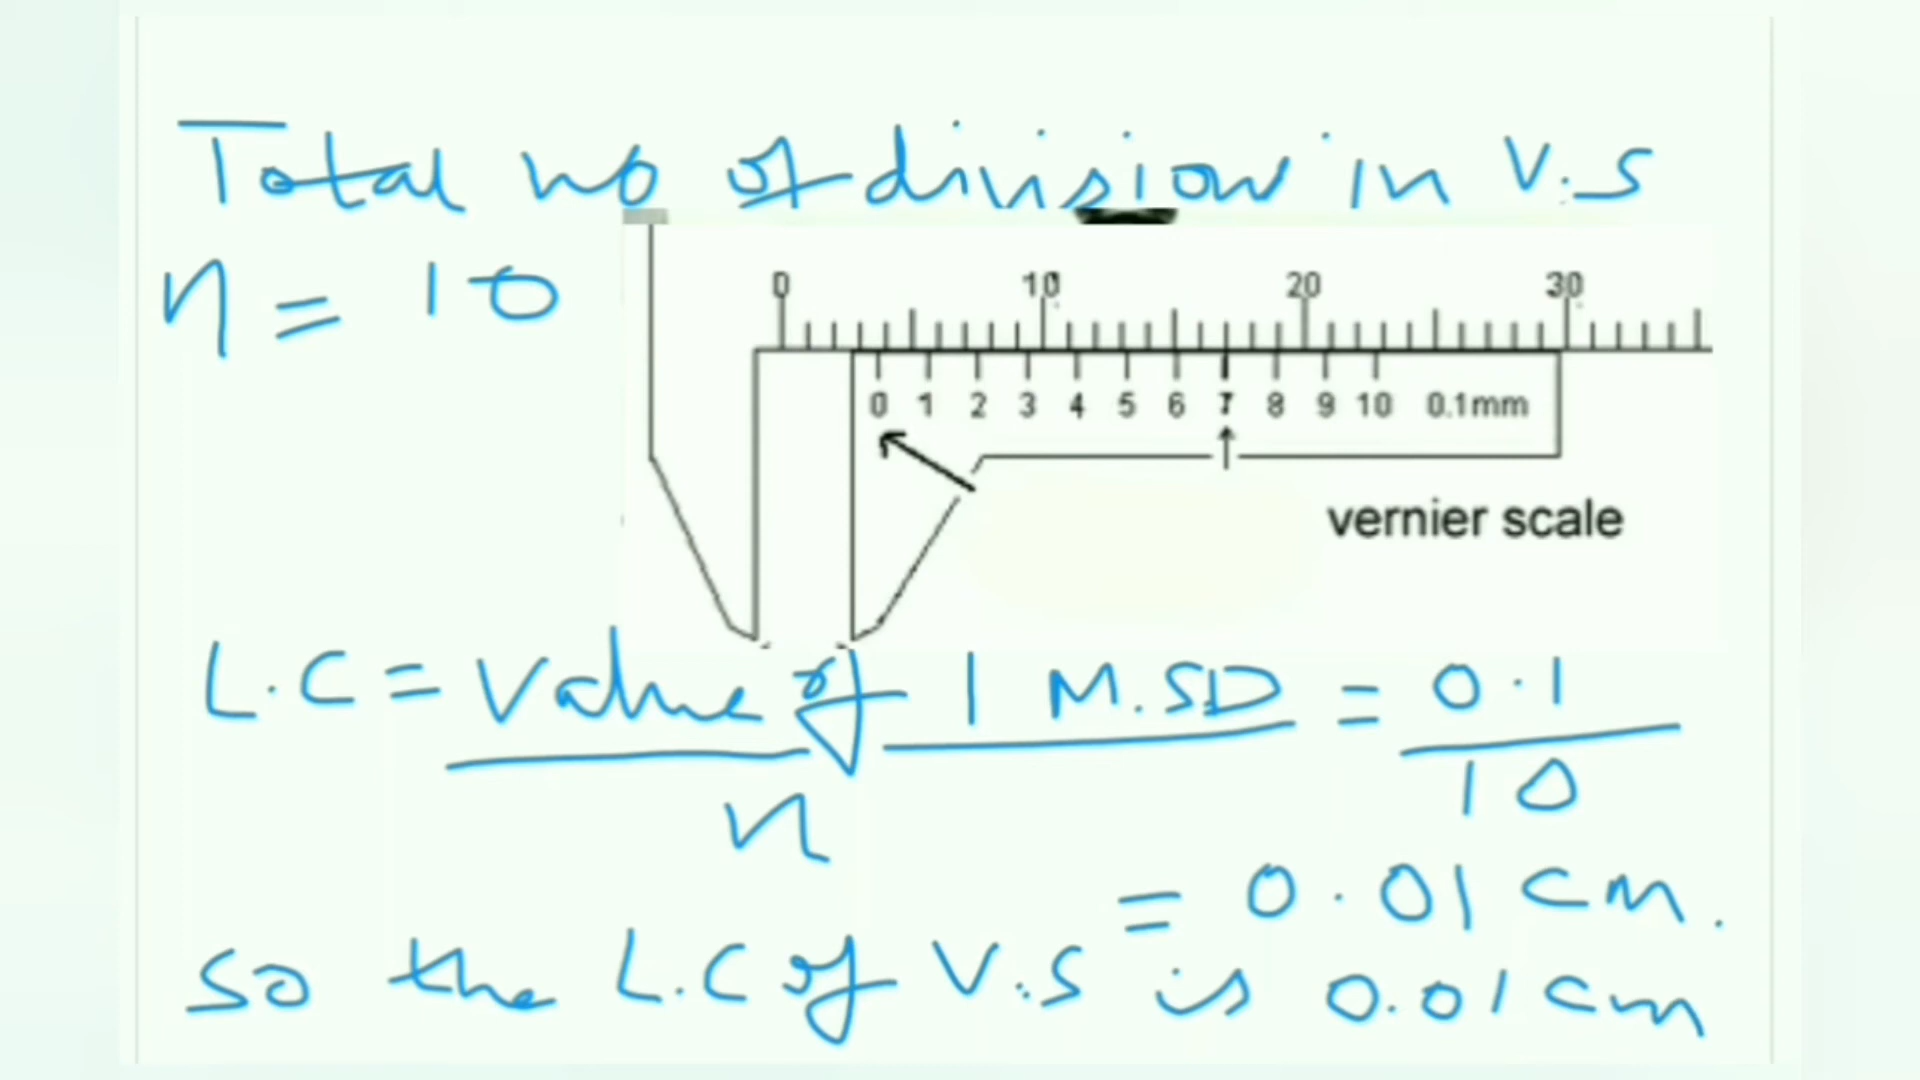 Total no of division in V.S
n = 10
0 10 20 30
0 1 2 3 4 5 6 7 8 9 10 0.1mm
vernier scale
L.C = Value of 1 M.SD = 0.1
n 10
= 0.01 cm.
so the L.C of V.S is 0.01 cm